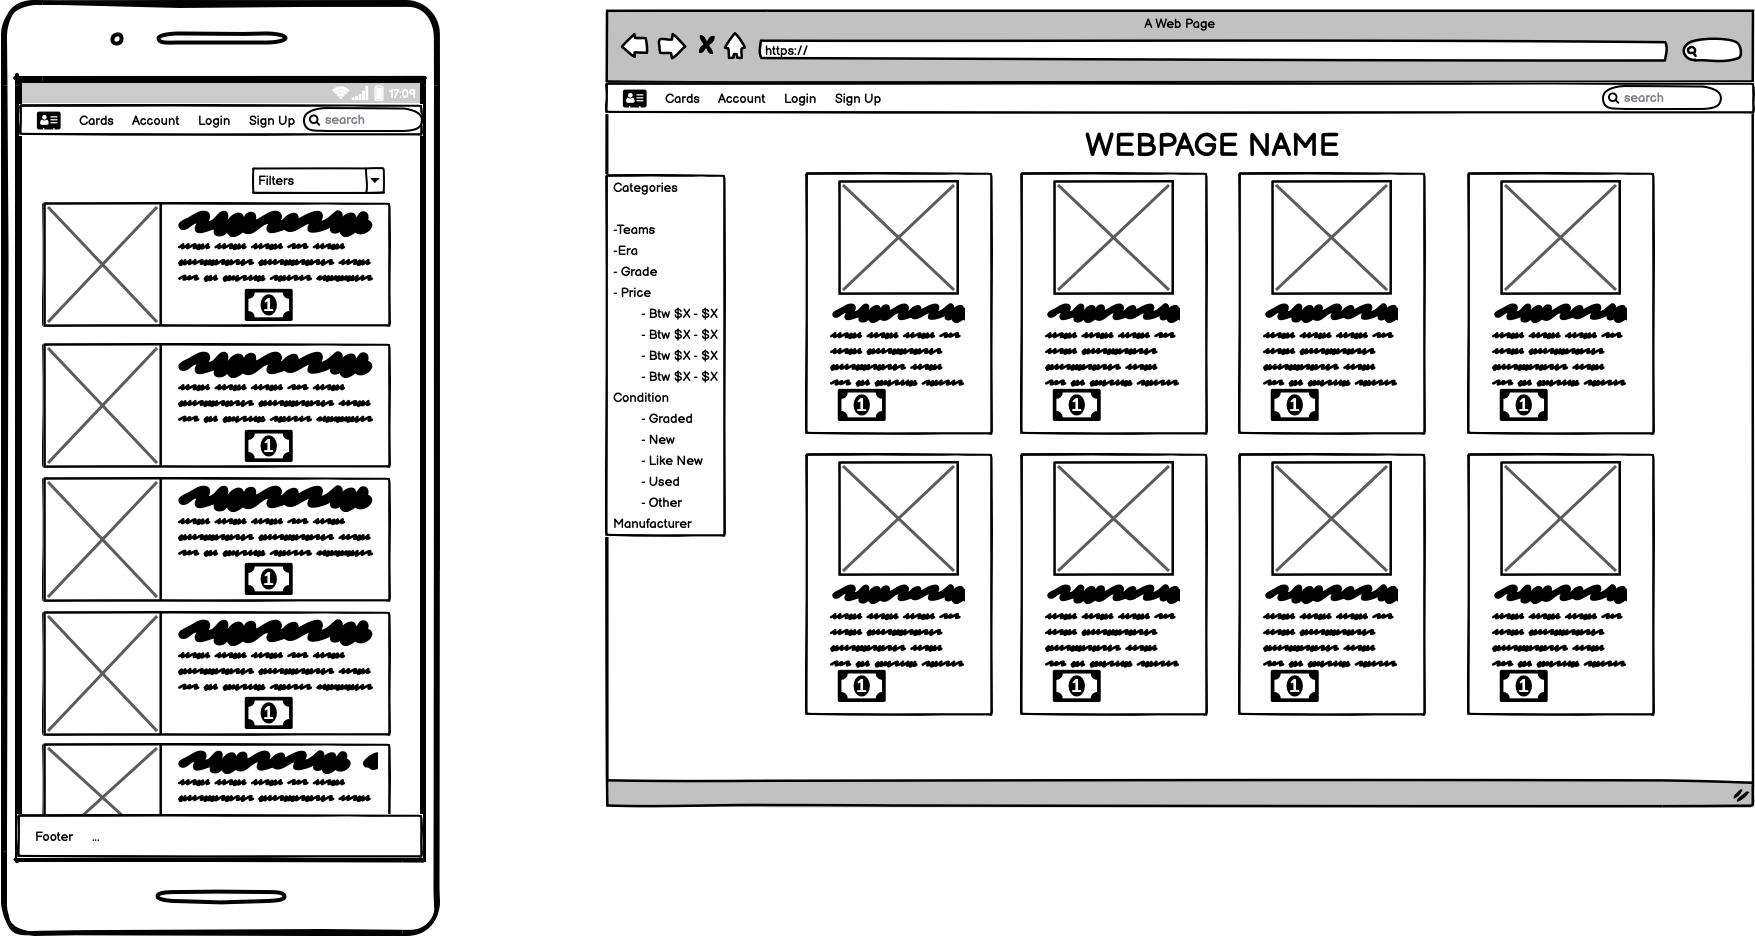 17:09
Cards Account Login Sign Up search
Filters
1
1
1
1
Footer ...
A Web Page
https://
Cards Account Login Sign Up search
WEBPAGE NAME
Categories
-Teams
-Era
- Grade
- Price
- Btw $X - $X
- Btw $X - $X
- Btw $X - $X
- Btw $X - $X
Condition
- Graded
- New
- Like New
- Used
- Other
Manufacturer
1 1 1 1
1 1 1 1